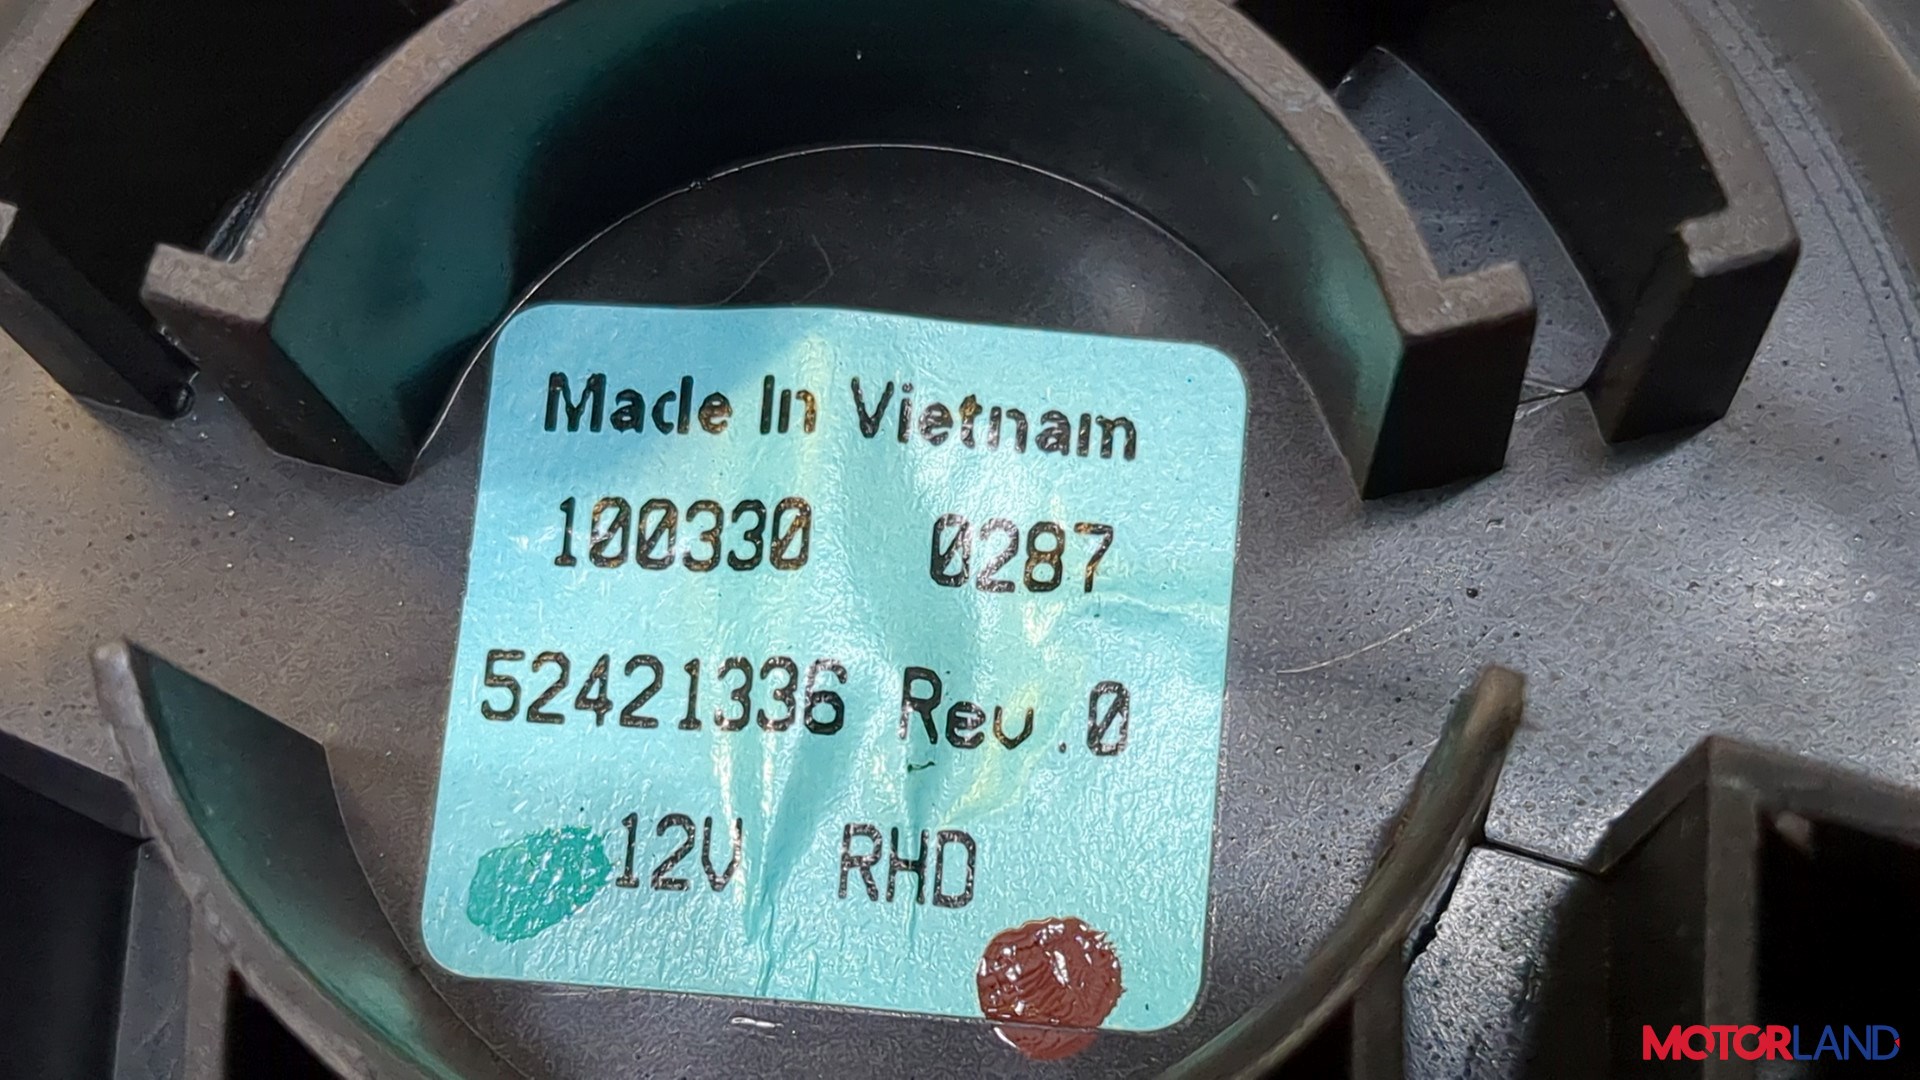 Made In Vietnam
100330 0287
52421336 Rev.0
12V RHD
MOTORLAND